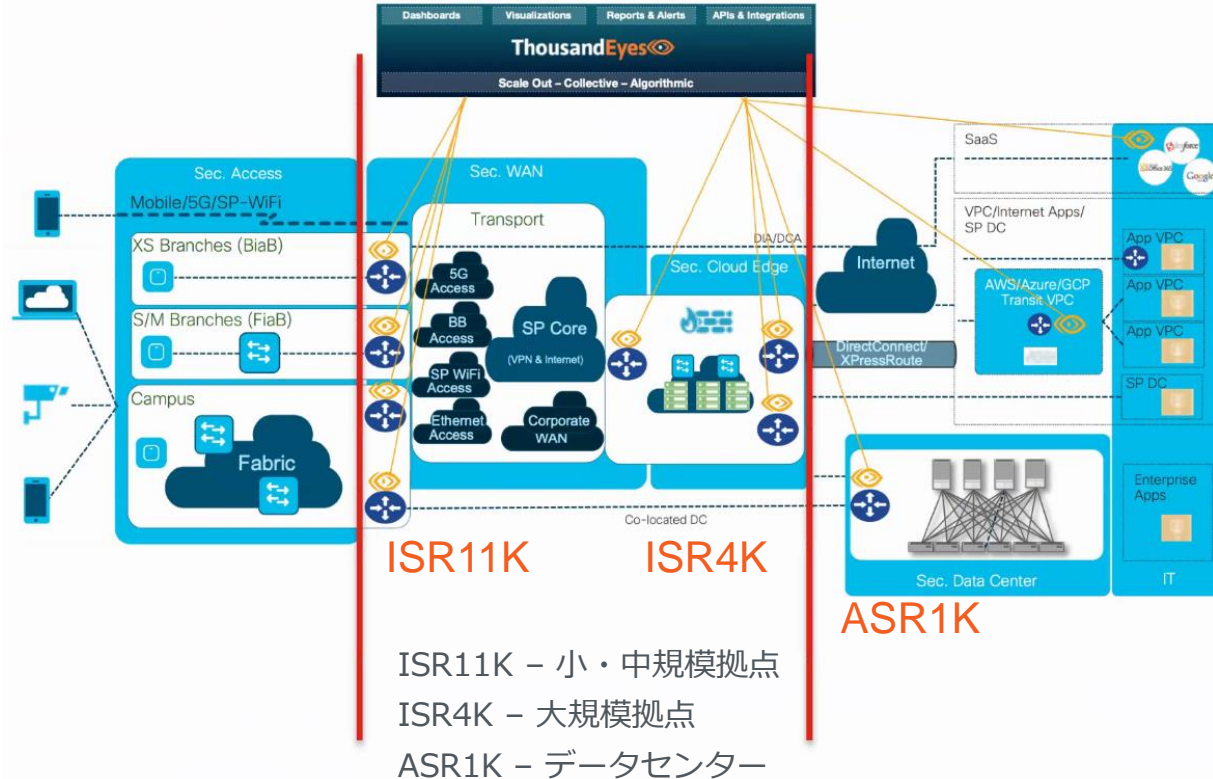 Dashboards
Visualizations
Reports & Alerts
APIs & Integrations
ThousandEyes
Scale Out – Collective – Algorithmic
Sec. Access
Mobile/5G/SP-WiFi
XS Branches (BiaB)
S/M Branches (FiaB)
Campus
Fabric
Sec. WAN
Transport
5G
Access
BB
Access
SP WiFi
Access
Ethernet
Access
SP Core
(VPN & Internet)
Corporate
WAN
DIA/DCA
Sec. Cloud Edge
Internet
DirectConnect/
XPressRoute
Co-located DC
SaaS
Office 365
Google
VPC/Internet Apps/
SP DC
AWS/Azure/GCP
Transit VPC
App VPC
App VPC
App VPC
SP DC
Enterprise
Apps
IT
Sec. Data Center
ISR11K
ISR4K
ASR1K
ISR11K – 小・中規模拠点
ISR4K – 大規模拠点
ASR1K – データセンター